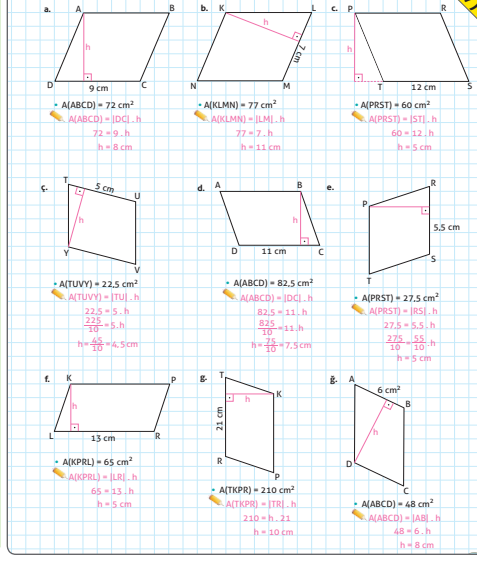 a.
A
B
h
D
9 cm
C
• A(ABCD) = 72 cm²
A(ABCD) = |DC| . h
72 = 9 . h
h = 8 cm
b.
K
L
h
7 cm
N
M
• A(KLMN) = 77 cm²
A(KLMN) = |LM| . h
77 = 7 . h
h = 11 cm
c.
P
R
h
T
12 cm
S
• A(PRST) = 60 cm²
A(PRST) = |ST| . h
60 = 12 . h
h = 5 cm
ç.
T
5 cm
U
h
Y
V
• A(TUVY) = 22,5 cm²
A(TUVY) = |TU| . h
22,5 = 5 . h
225/10 = 5 . h
h = 45/10 = 4,5 cm
d.
A
B
h
D
11 cm
C
• A(ABCD) = 82,5 cm²
A(ABCD) = |DC| . h
82,5 = 11 . h
825/10 = 11 . h
h = 75/10 = 7,5 cm
e.
R
P
5,5 cm
S
T
• A(PRST) = 27,5 cm²
A(PRST) = |RS| . h
27,5 = 5,5 . h
275/10 = 55/10 . h
h = 5 cm
f.
K
P
h
L
13 cm
R
• A(KPRL) = 65 cm²
A(KPRL) = |LR| . h
65 = 13 . h
h = 5 cm
g.
T
K
h
21 cm
R
P
• A(TKPR) = 210 cm²
A(TKPR) = |TR| . h
210 = h . 21
h = 10 cm
ğ.
A
6 cm²
B
h
D
C
• A(ABCD) = 48 cm²
A(ABCD) = |AB| . h
48 = 6 . h
h = 8 cm